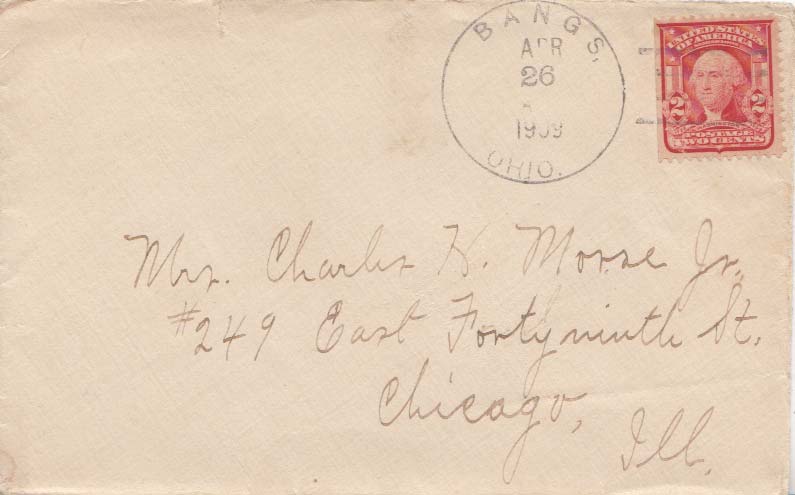 BANGS,
APR
26
1909
OHIO.
UNITED STATES
OF AMERICA
2 2
POSTAGE
TWO CENTS
Mrs. Charles K. Morse Jr.
#249 East Fortyninth St.
Chicago,
Ill.